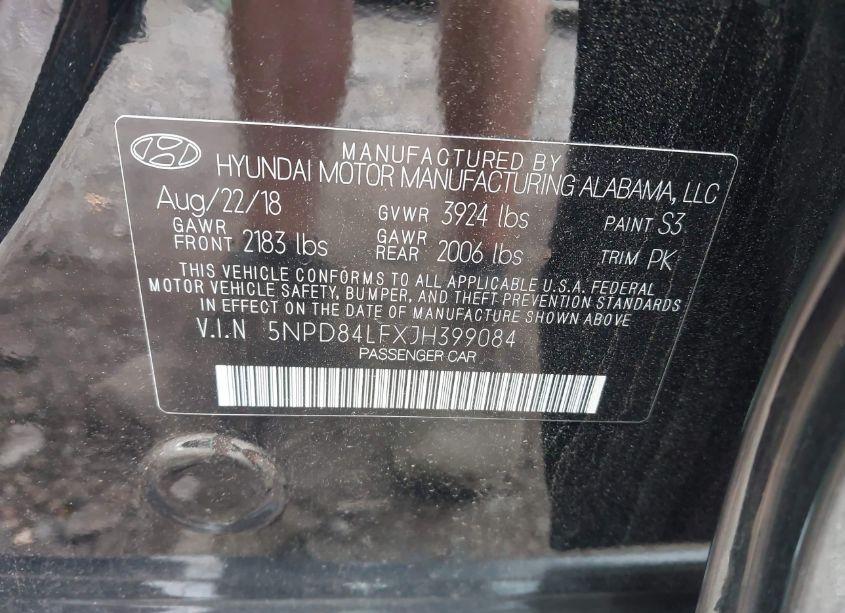 MANUFACTURED BY
HYUNDAI MOTOR MANUFACTURING ALABAMA, LLC
Aug/22/18 GVWR 3924 lbs PAINT S3
GAWR FRONT 2183 lbs GAWR REAR 2006 lbs TRIM PK
THIS VEHICLE CONFORMS TO ALL APPLICABLE U.S.A. FEDERAL
MOTOR VEHICLE SAFETY, BUMPER, AND THEFT PREVENTION STANDARDS
IN EFFECT ON THE DATE OF MANUFACTURE SHOWN ABOVE
V.I.N 5NPD84LFXJH399084
PASSENGER CAR